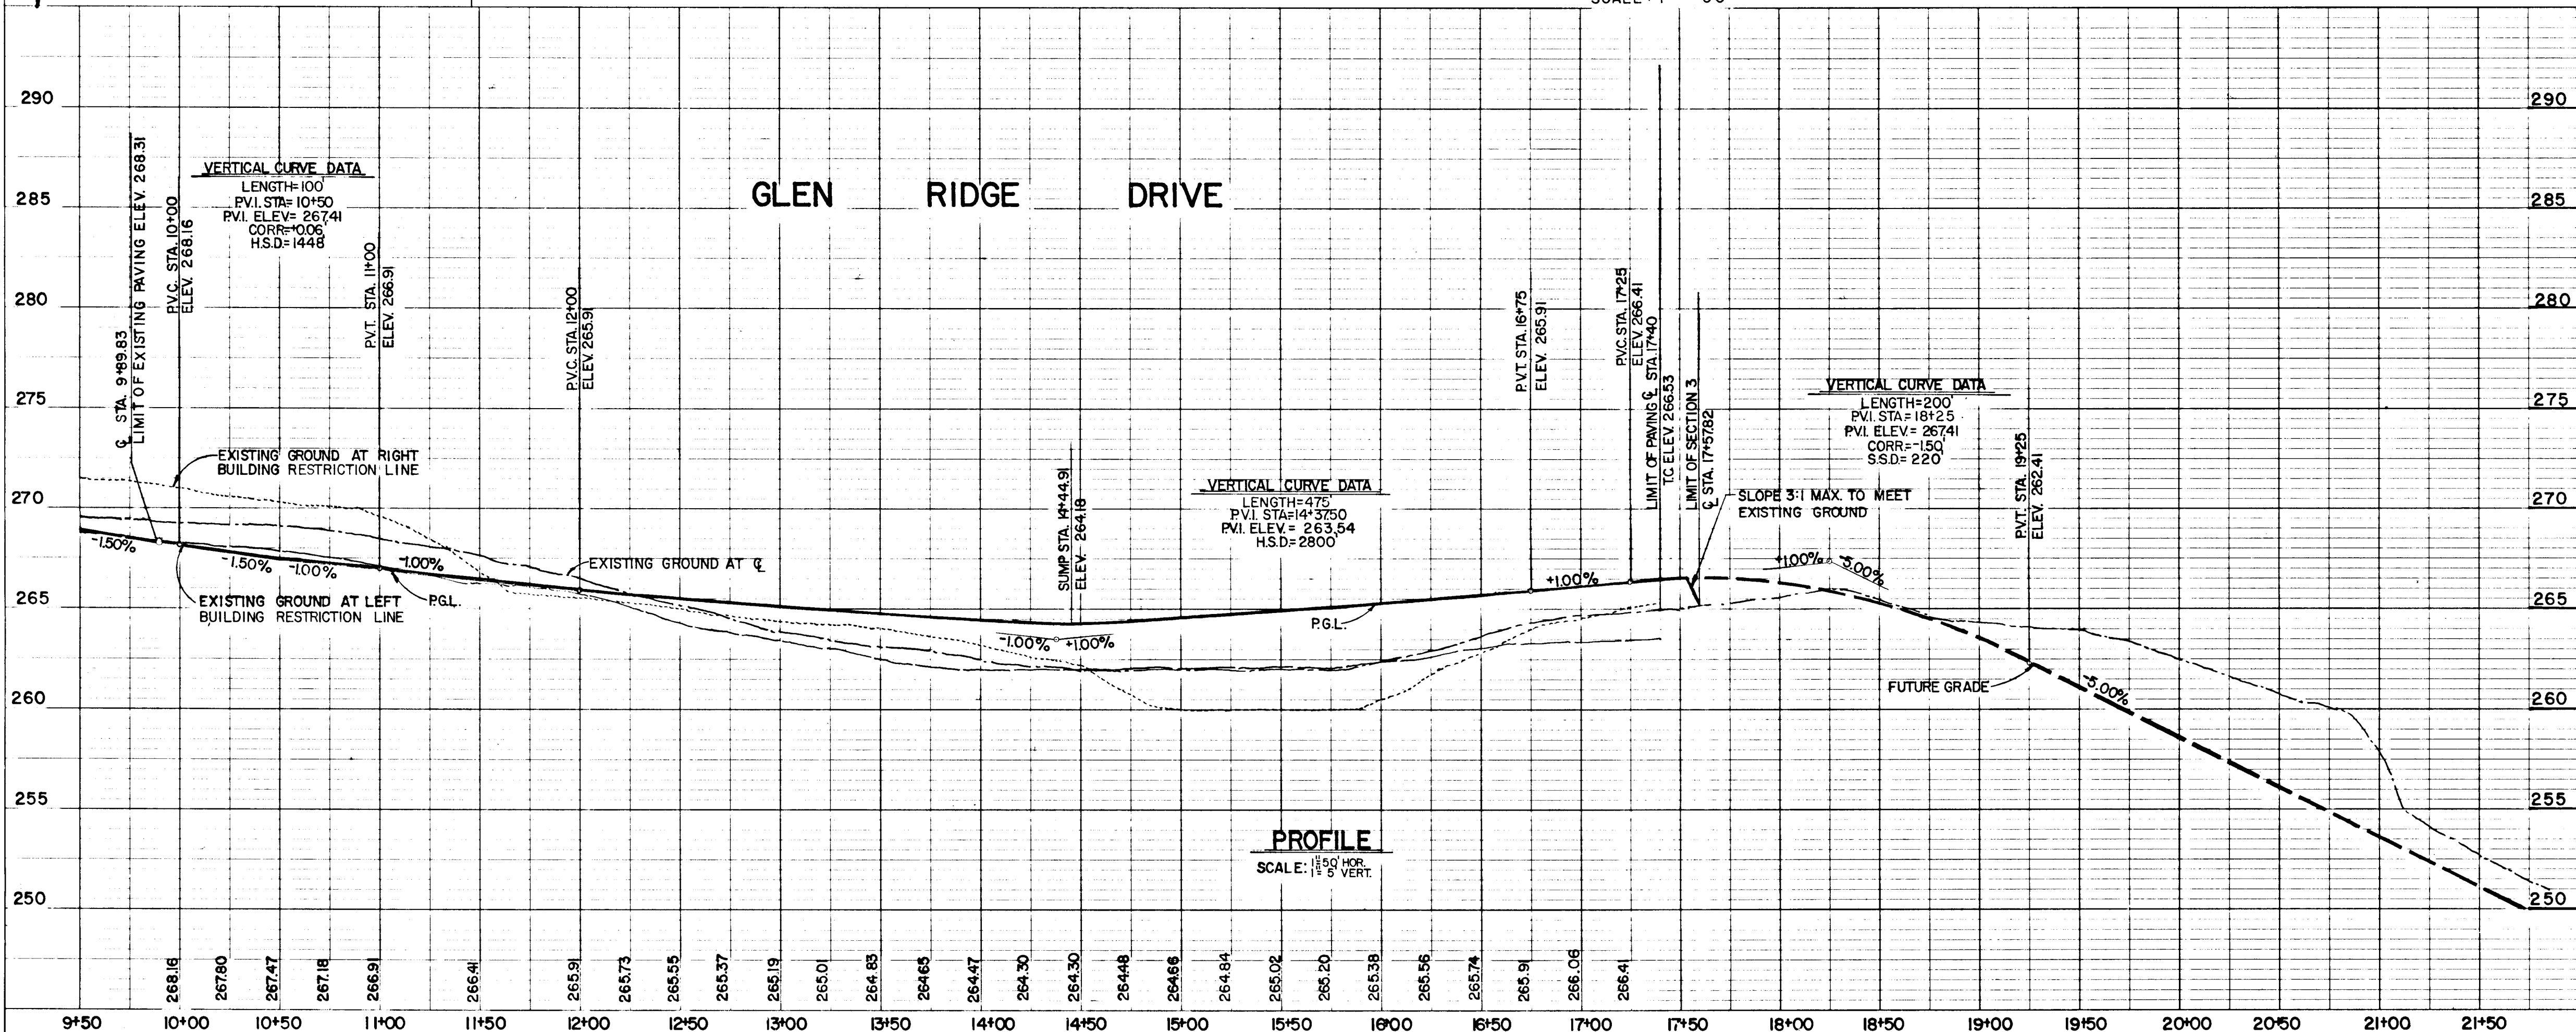 290
285
280
275
270
265
260
255
250
290
285
280
275
270
265
260
255
250
GLEN RIDGE DRIVE
℄ STA. 9+89.83
LIMIT OF EXISTING PAVING ELEV. 268.31
P.V.C. STA. 10+00
ELEV. 268.16
VERTICAL CURVE DATA
LENGTH=100'
P.V.I. STA=10+50
P.V.I. ELEV=267.41
CORR=+0.06'
H.S.D.=1448'
P.V.T. STA. 11+00
ELEV. 266.91
P.V.C. STA. 12+00
ELEV. 265.91
EXISTING GROUND AT RIGHT
BUILDING RESTRICTION LINE
-1.50%
-1.50%
-1.00%
-1.00%
EXISTING GROUND AT LEFT
BUILDING RESTRICTION LINE
P.G.L.
EXISTING GROUND AT ℄
SUMP STA. 14+44.91
ELEV. 264.18
-1.00%
+1.00%
VERTICAL CURVE DATA
LENGTH=475'
P.V.I. STA=14+37.50
P.V.I. ELEV.=263.54
H.S.D.=2800'
P.G.L.
P.V.T. STA. 16+75
ELEV. 265.91
+1.00%
P.V.C. STA. 17+25
ELEV. 266.41
LIMIT OF PAVING ℄ STA. 17+40
T.C. ELEV. 266.53
LIMIT OF SECTION 3
℄ STA. 17+57.82
SLOPE 3:1 MAX. TO MEET
EXISTING GROUND
VERTICAL CURVE DATA
LENGTH=200'
P.V.I. STA=18+25
P.V.I. ELEV=267.41
CORR=-1.50'
S.S.D.=220'
+1.00%
-5.00%
P.V.T. STA. 19+25
ELEV. 262.41
FUTURE GRADE
-5.00%
PROFILE
SCALE: 1"=50' HOR.
1"=5' VERT.
268.16 267.80 267.47 267.18 266.91 266.41 265.91 265.73 265.55 265.37 265.19 265.01 264.83 264.65 264.47 264.30 264.30 264.48 264.66 264.84 265.02 265.20 265.38 265.56 265.74 265.91 266.06 266.41
9+50 10+00 10+50 11+00 11+50 12+00 12+50 13+00 13+50 14+00 14+50 15+00 15+50 16+00 16+50 17+00 17+50 18+00 18+50 19+00 19+50 20+00 20+50 21+00 21+50